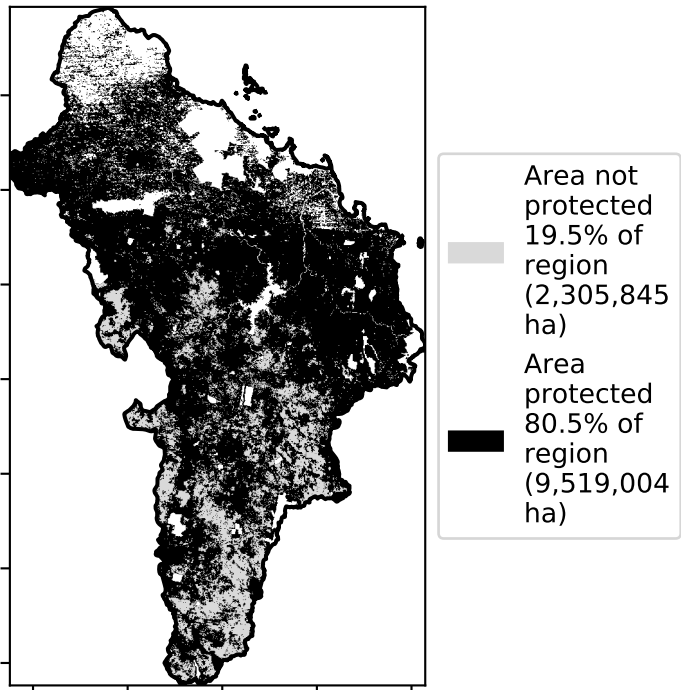 Area not
protected
19.5% of
region
(2,305,845
ha)
Area
protected
80.5% of
region
(9,519,004
ha)